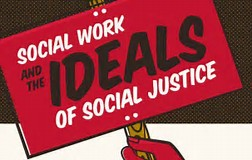 SOCIAL WORK
AND THE IDEALS
OF SOCIAL JUSTICE